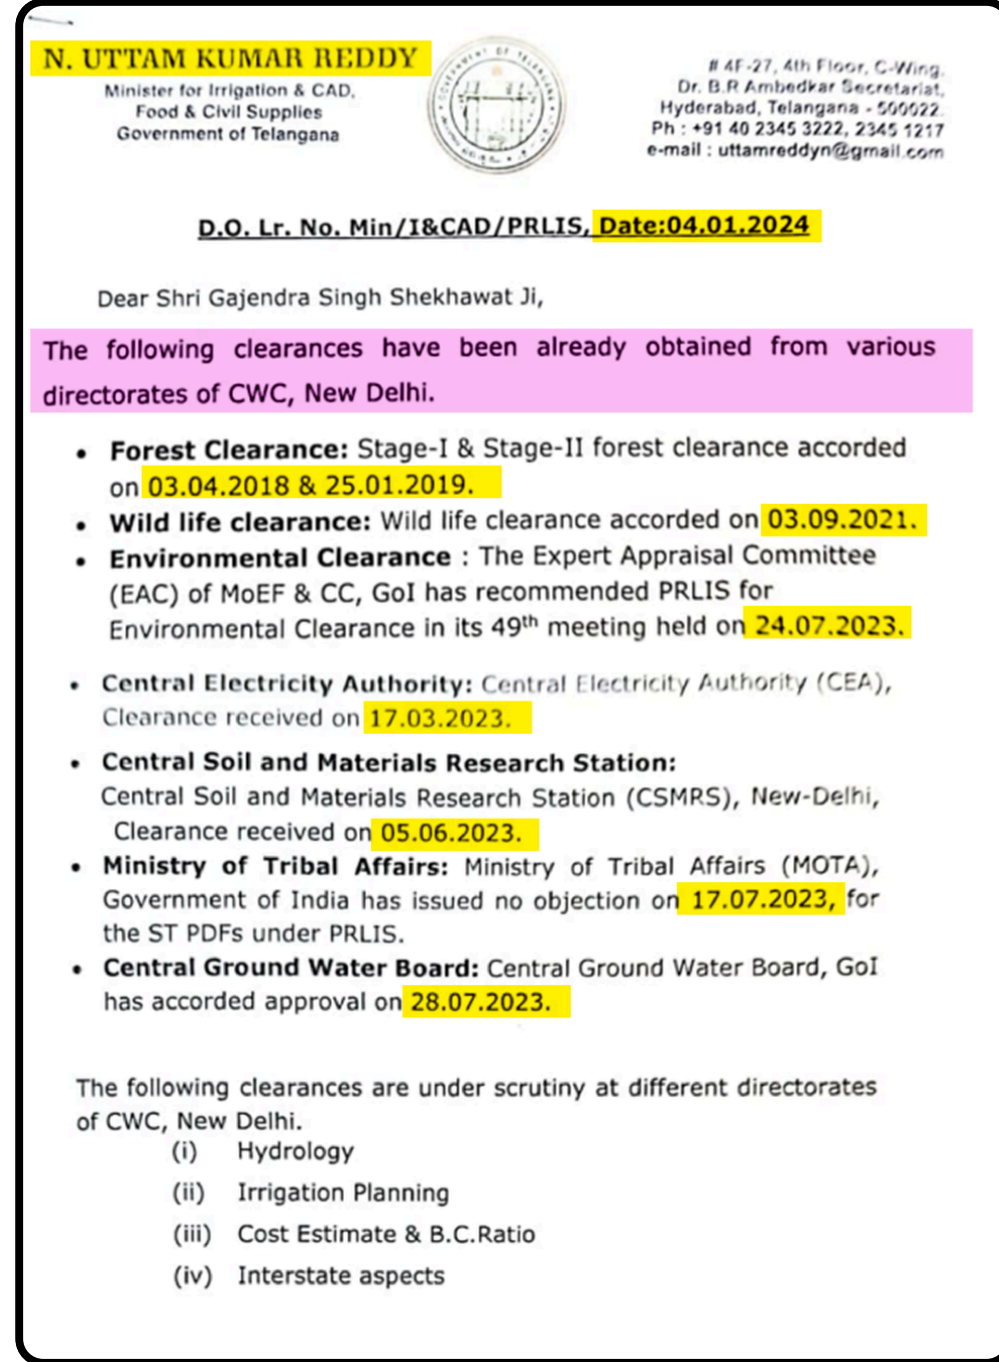 N. UTTAM KUMAR REDDY
Minister for Irrigation & CAD,
Food & Civil Supplies
Government of Telangana
GOVERNMENT OF TELANGANA
# 4F-27, 4th Floor, C-Wing,
Dr. B.R Ambedkar Secretariat,
Hyderabad, Telangana - 500022.
Ph : +91 40 2345 3222, 2345 1217
e-mail : uttamreddyn@gmail.com
D.O. Lr. No. Min/I&CAD/PRLIS, Date:04.01.2024
Dear Shri Gajendra Singh Shekhawat Ji,
The following clearances have been already obtained from various
directorates of CWC, New Delhi.
• Forest Clearance: Stage-I & Stage-II forest clearance accorded
on 03.04.2018 & 25.01.2019.
• Wild life clearance: Wild life clearance accorded on 03.09.2021.
• Environmental Clearance : The Expert Appraisal Committee
(EAC) of MoEF & CC, GoI has recommended PRLIS for
Environmental Clearance in its 49th meeting held on 24.07.2023.
• Central Electricity Authority: Central Electricity Authority (CEA),
Clearance received on 17.03.2023.
• Central Soil and Materials Research Station:
Central Soil and Materials Research Station (CSMRS), New-Delhi,
Clearance received on 05.06.2023.
• Ministry of Tribal Affairs: Ministry of Tribal Affairs (MOTA),
Government of India has issued no objection on 17.07.2023, for
the ST PDFs under PRLIS.
• Central Ground Water Board: Central Ground Water Board, GoI
has accorded approval on 28.07.2023.
The following clearances are under scrutiny at different directorates
of CWC, New Delhi.
(i) Hydrology
(ii) Irrigation Planning
(iii) Cost Estimate & B.C.Ratio
(iv) Interstate aspects